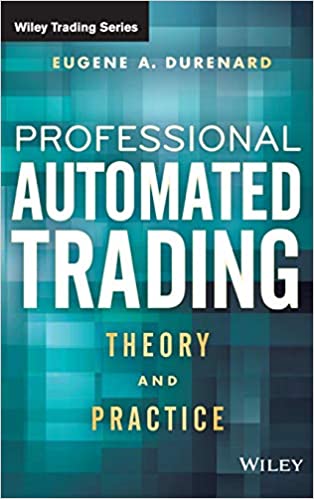 Wiley Trading Series
EUGENE A. DURENARD
PROFESSIONAL
AUTOMATED
TRADING
THEORY
AND
PRACTICE
WILEY